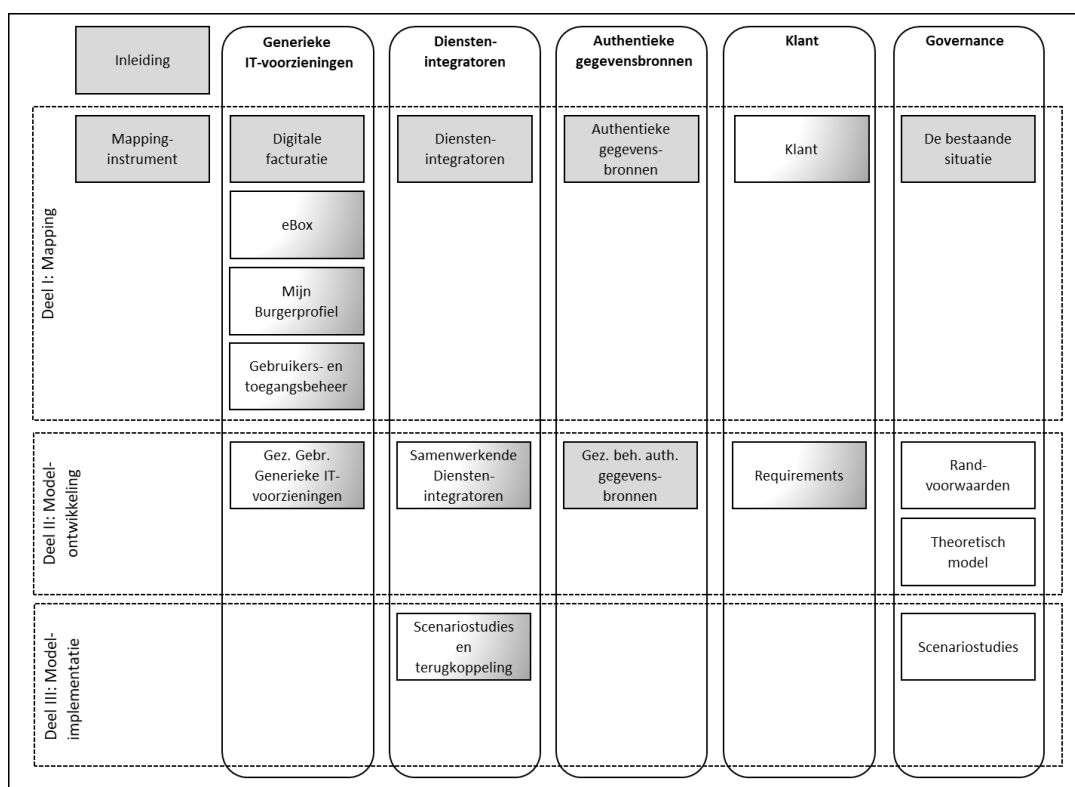 Inleiding
Generieke
IT-voorzieningen
Diensten-
integratoren
Authentieke
gegevensbronnen
Klant
Governance
Deel I: Mapping
Mapping-
instrument
Digitale
facturatie
Diensten-
integratoren
Authentieke
gegevens-
bronnen
Klant
De bestaande
situatie
eBox
Mijn
Burgerprofiel
Gebruikers- en
toegangsbeheer
Deel II: Model-
ontwikkeling
Gez. Gebr.
Generieke IT-
voorzieningen
Samenwerkende
Diensten-
integratoren
Gez. beh. auth.
gegevens-
bronnen
Requirements
Rand-
voorwaarden
Theoretisch
model
Deel III: Model-
implementatie
Scenariostudies
en
terugkoppeling
Scenariostudies